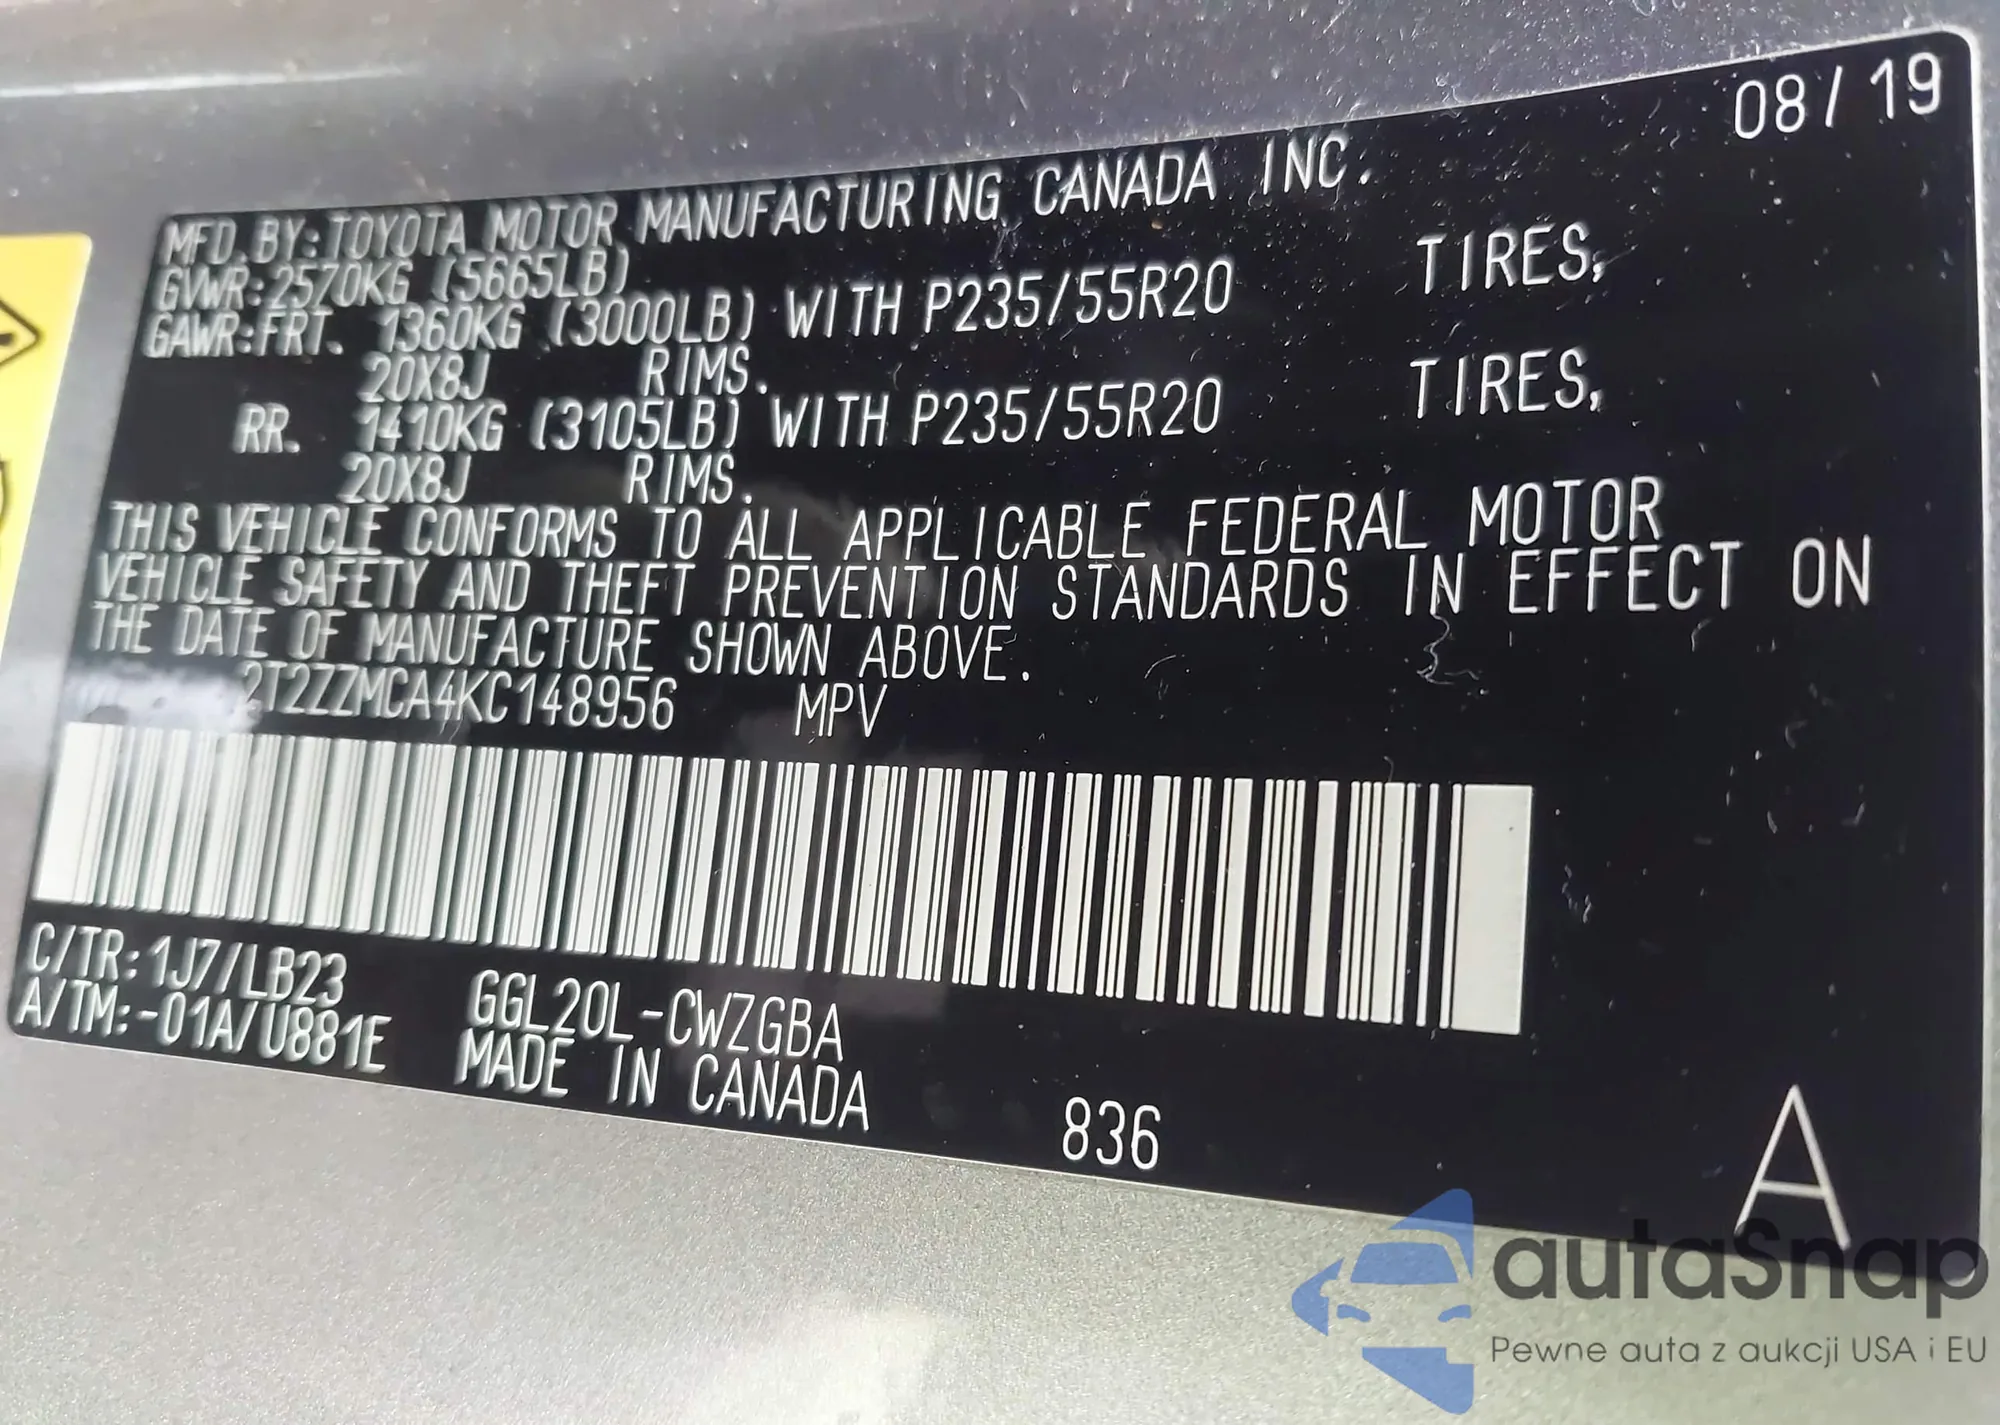 08/19
MFD.BY:TOYOTA MOTOR MANUFACTURING CANADA INC.
GVWR:2570KG (5665LB)
GAWR:FRT. 1360KG (3000LB) WITH P235/55R20 TIRES,
20X8J RIMS.
RR. 1410KG (3105LB) WITH P235/55R20 TIRES,
20X8J RIMS.
THIS VEHICLE CONFORMS TO ALL APPLICABLE FEDERAL MOTOR
VEHICLE SAFETY AND THEFT PREVENTION STANDARDS IN EFFECT ON
THE DATE OF MANUFACTURE SHOWN ABOVE.
2T2ZZMCA4KC148956 MPV
C/TR:1J7/LB23
A/TM:-01A/U881E
GGL20L-CWZGBA
MADE IN CANADA
836
A
autaSnap
Pewne auta z aukcji USA i EU